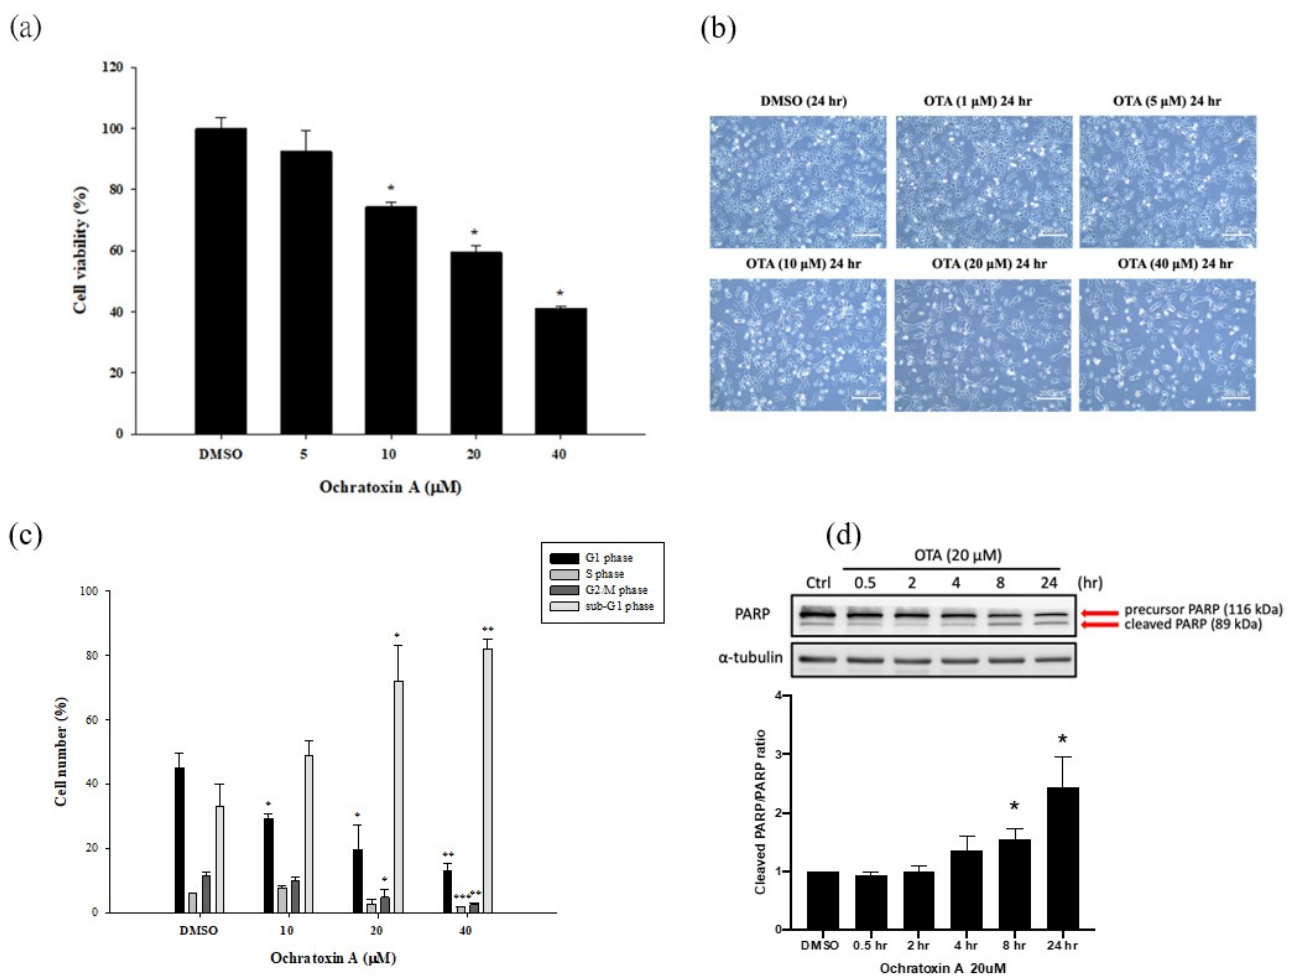 (a)
120
100
80
60
40
20
0
Cell viability (%)
*
*
*
DMSO 5 10 20 40
Ochratoxin A (μM)
(b)
DMSO (24 hr) OTA (1 μM) 24 hr OTA (5 μM) 24 hr
OTA (10 μM) 24 hr OTA (20 μM) 24 hr OTA (40 μM) 24 hr
(c)
G1 phase
S phase
G2/M phase
sub-G1 phase
100
80
60
40
20
0
Cell number (%)
*
*
*
*
**
***
**
**
DMSO 10 20 40
Ochratoxin A (μM)
(d)
OTA (20 μM)
Ctrl 0.5 2 4 8 24 (hr)
PARP
precursor PARP (116 kDa)
cleaved PARP (89 kDa)
α-tubulin
4
3
2
1
0
Cleaved PARP/PARP ratio
*
*
DMSO 0.5 hr 2 hr 4 hr 8 hr 24 hr
Ochratoxin A 20uM